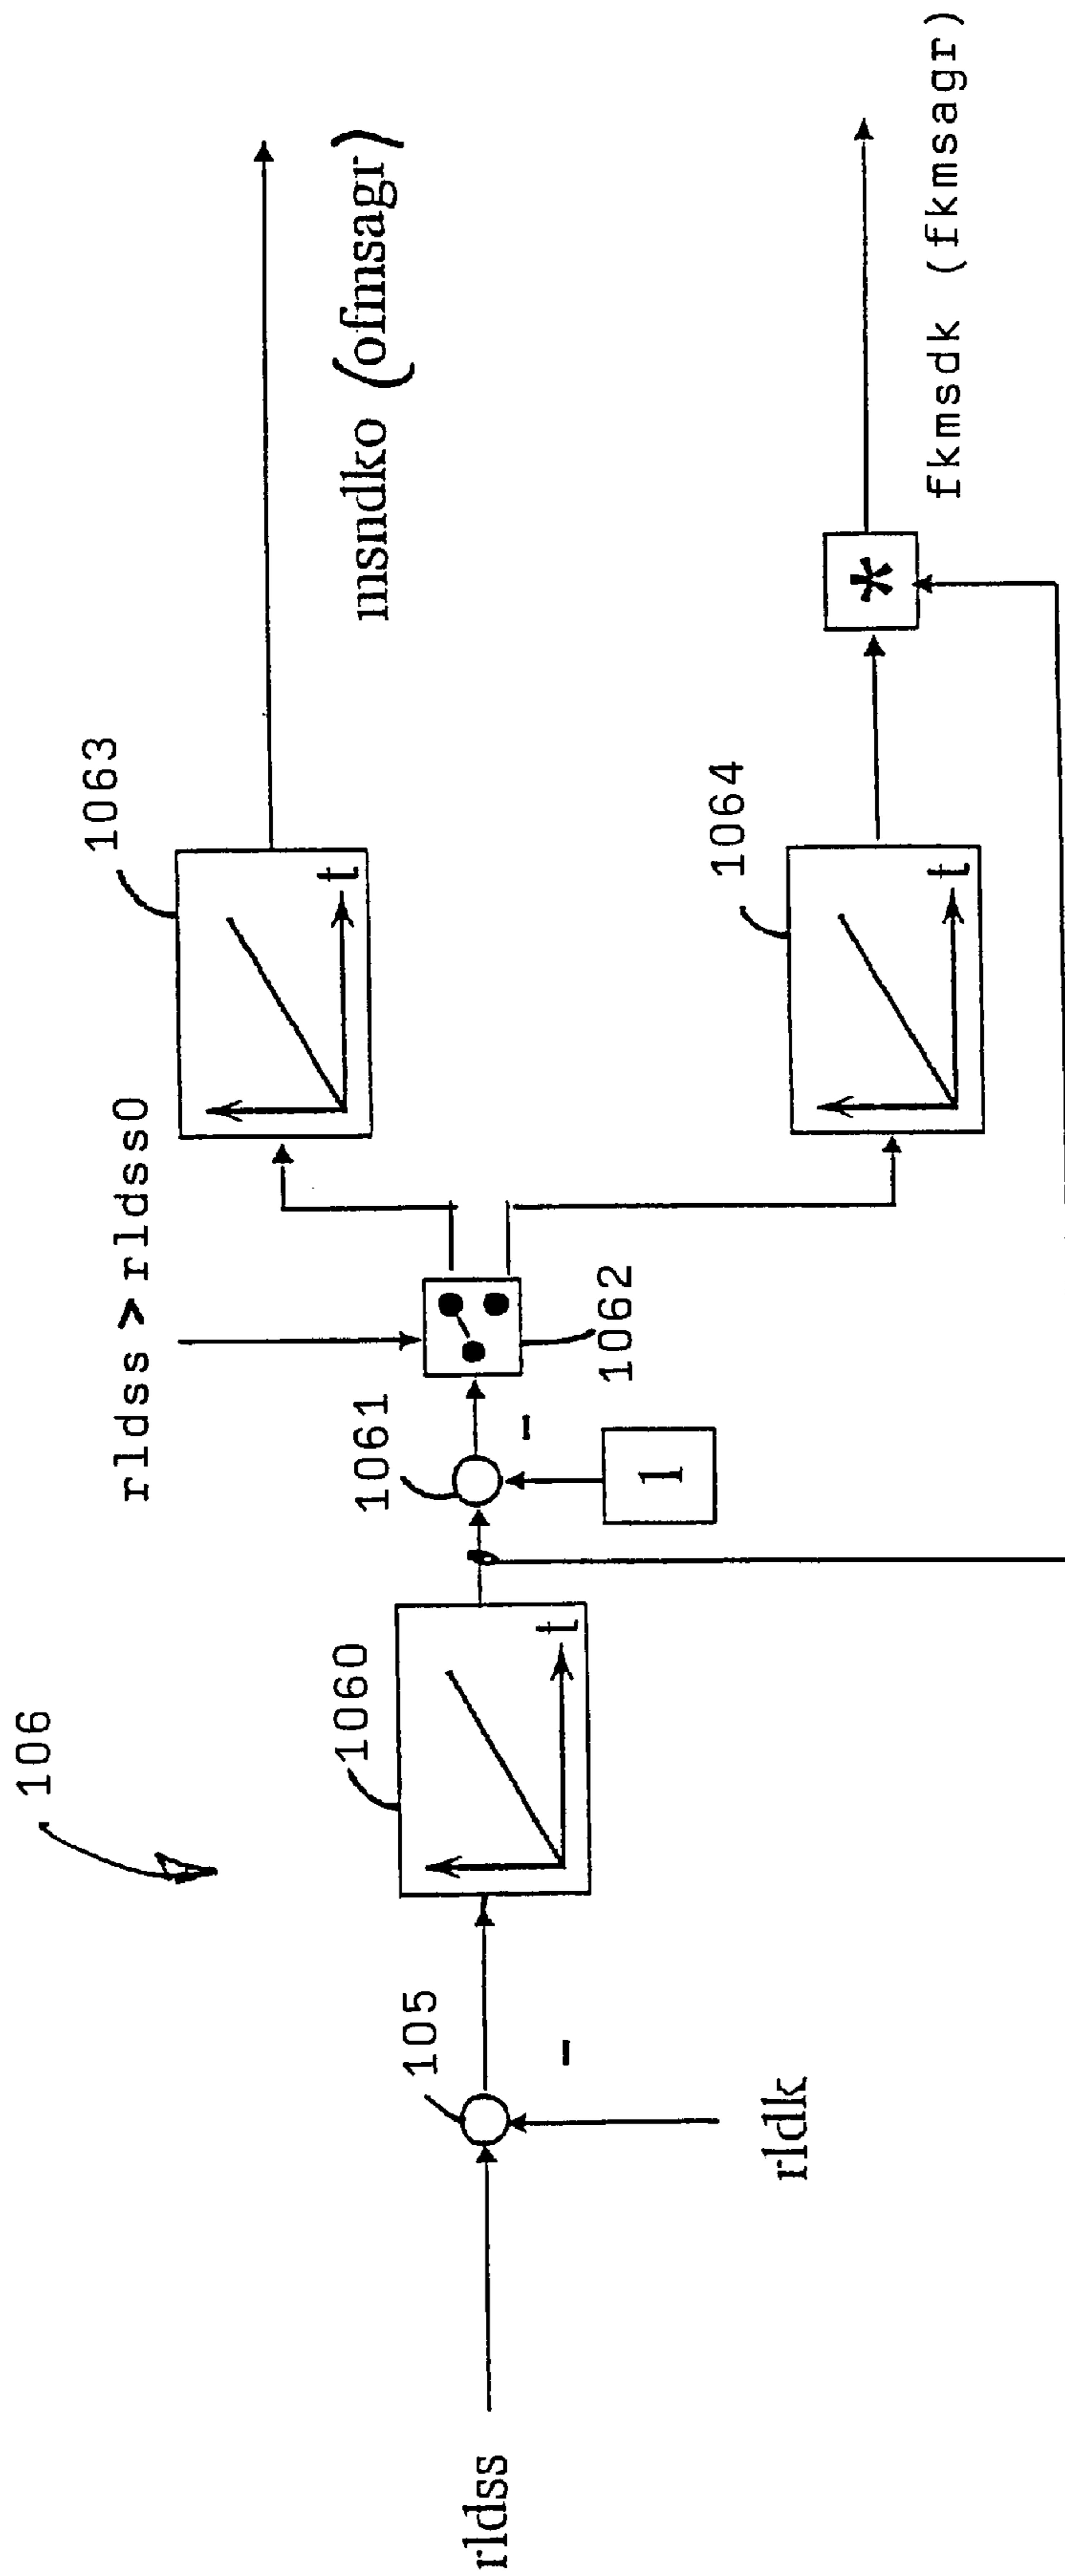 106
rldss
105
-
rldk
1060
t
1061
-
1
rldss > rldss0
1062
1063
t
msndko (ofmsagr)
1064
t
*
fkmsdk (fkmsagr)